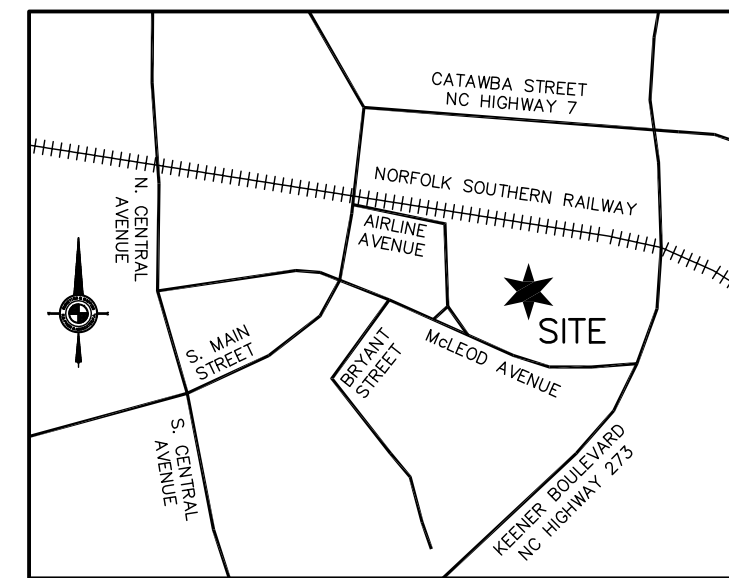 CATAWBA STREET
NC HIGHWAY 7
NORFOLK SOUTHERN RAILWAY
N. CENTRAL
AVENUE
AIRLINE
AVENUE
SITE
S. MAIN
STREET
BRYANT
STREET
McLEOD AVENUE
S. CENTRAL
AVENUE
KEENER BOULEVARD
NC HIGHWAY 273